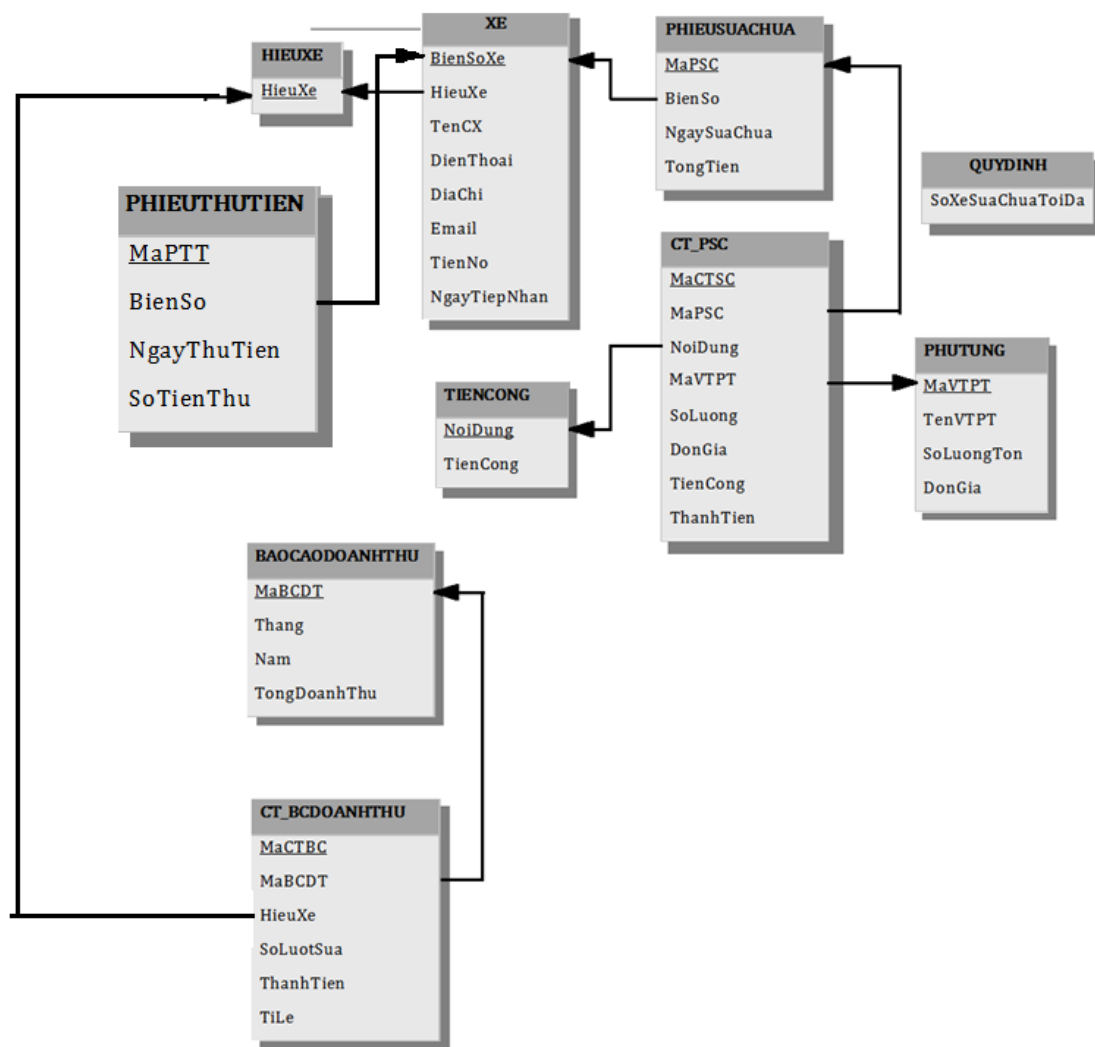 HIEUXE
HieuXe
XE
BienSoXe
HieuXe
TenCX
DienThoai
DiaChi
Email
TienNo
NgayTiepNhan
PHIEUSUACHUA
MaPSC
BienSo
NgaySuaChua
TongTien
QUYDINH
SoXeSuaChuaToiDa
PHIEUTHUTIEN
MaPTT
BienSo
NgayThuTien
SoTienThu
CT_PSC
MaCTSC
MaPSC
NoiDung
MaVTPT
SoLuong
DonGia
TienCong
ThanhTien
PHUTUNG
MaVTPT
TenVTPT
SoLuongTon
DonGia
TIENCONG
NoiDung
TienCong
BAOCAODOANHTHU
MaBCDT
Thang
Nam
TongDoanhThu
CT_BCDOANHTHU
MaCTBC
MaBCDT
HieuXe
SoLuotSua
ThanhTien
TiLe